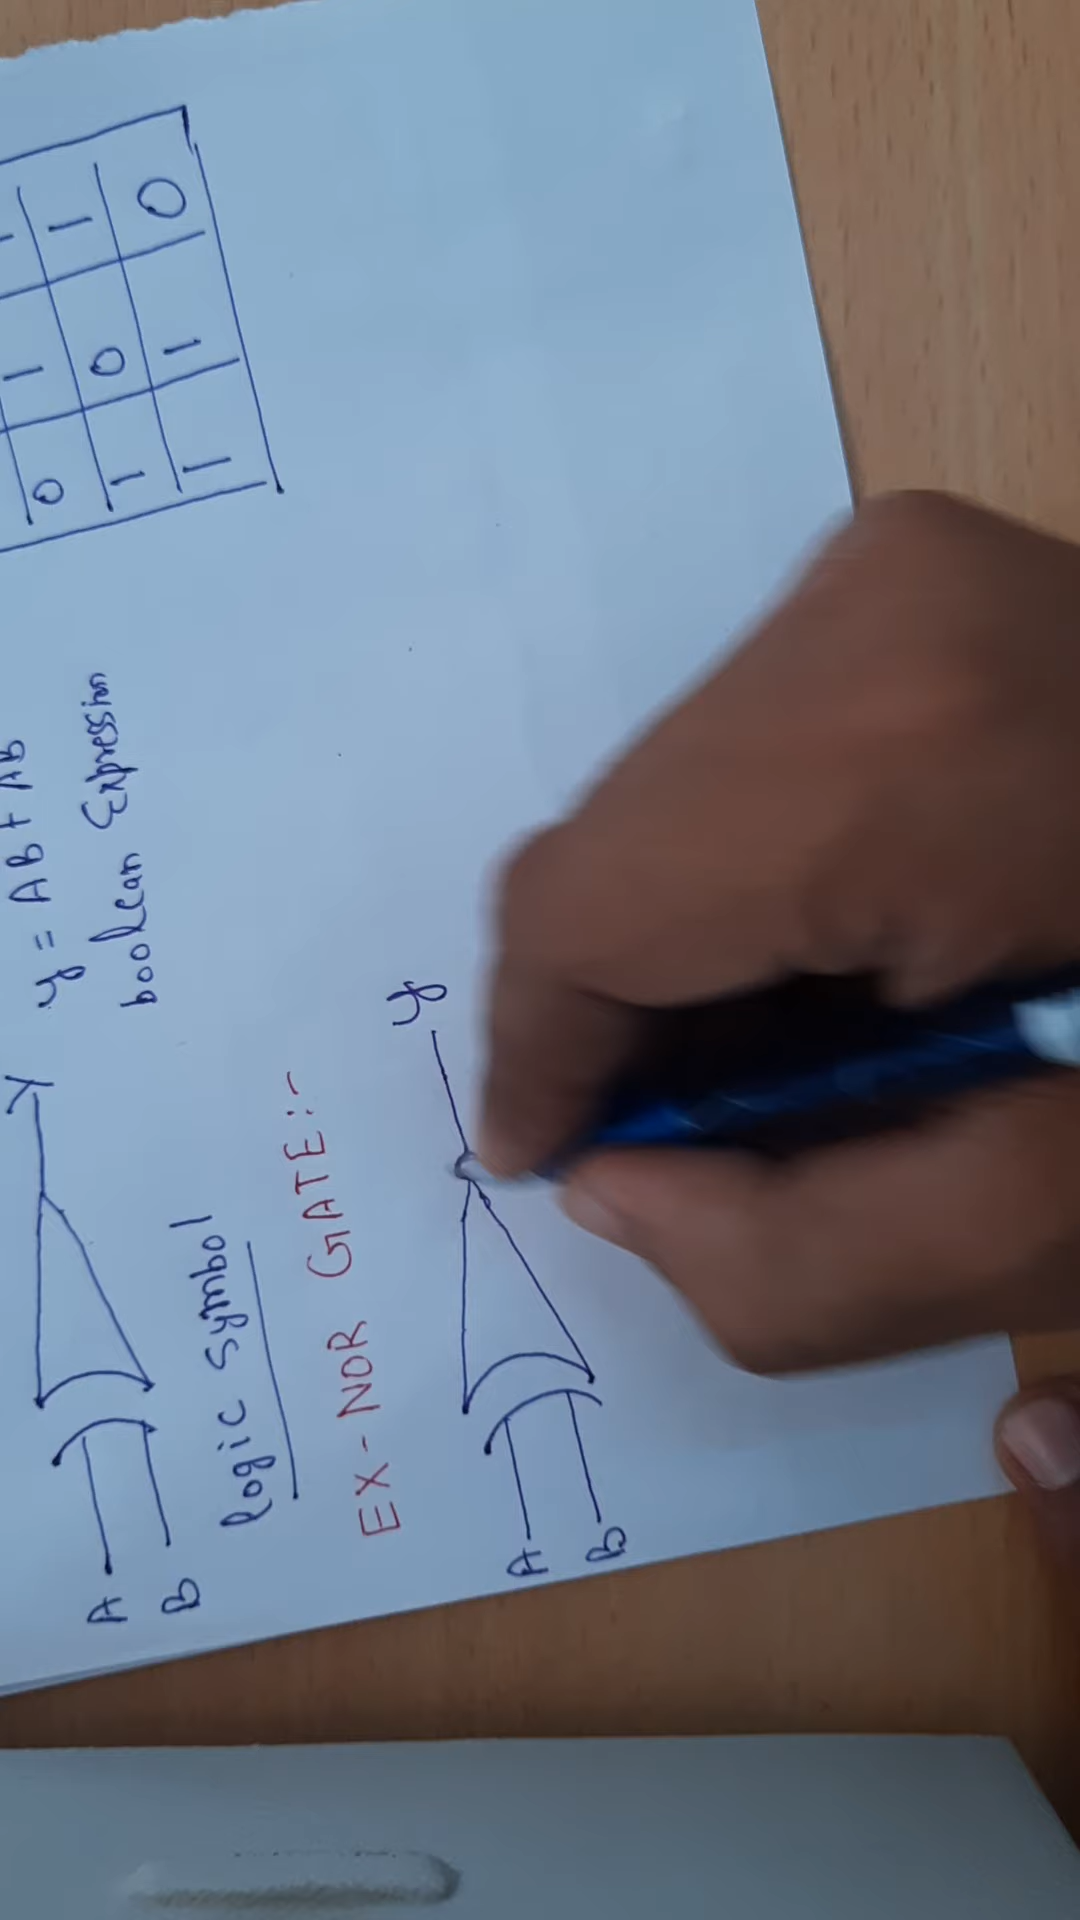 Y y = AB + AB
0 1 1
A
boolean Expression
1 0 1
B
1 1 0
Logic Symbol
EX-NOR GATE:-
y
A
B